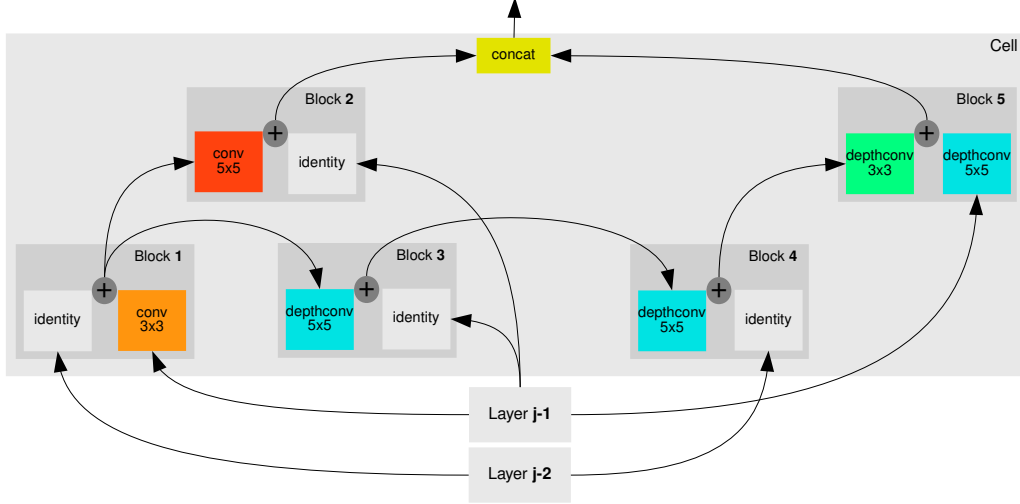 Cell
concat
Block 2
conv
5x5
identity
+
Block 5
depthconv
3x3
depthconv
5x5
+
Block 1
identity
conv
3x3
+
Block 3
depthconv
5x5
identity
+
Block 4
depthconv
5x5
identity
+
Layer j-1
Layer j-2